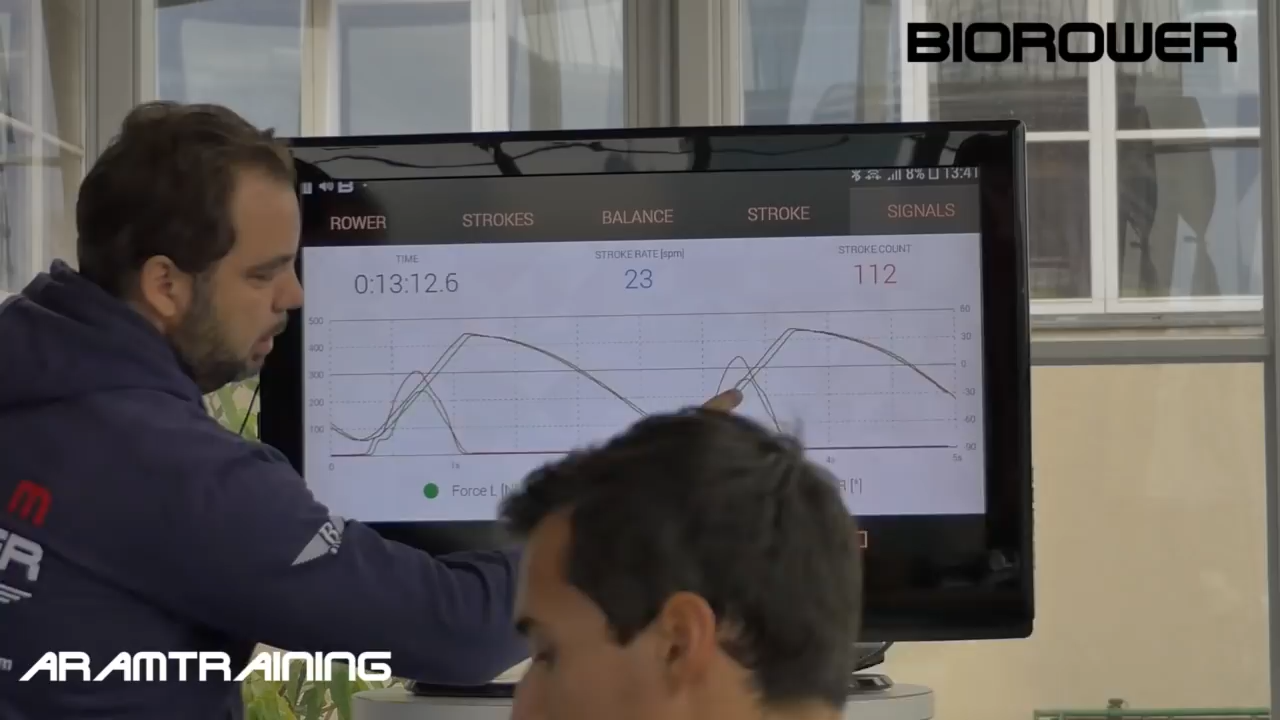 BIOROWER
8% 13:41
ROWER STROKES BALANCE STROKE SIGNALS
TIME STROKE RATE [spm] STROKE COUNT
0:13:12.6 23 112
500 60
400 30
300 0
200 -30
100 -60
-90
0 1s 4s 5s
Force L [°]
m
ER
B
ARAMTRAINING